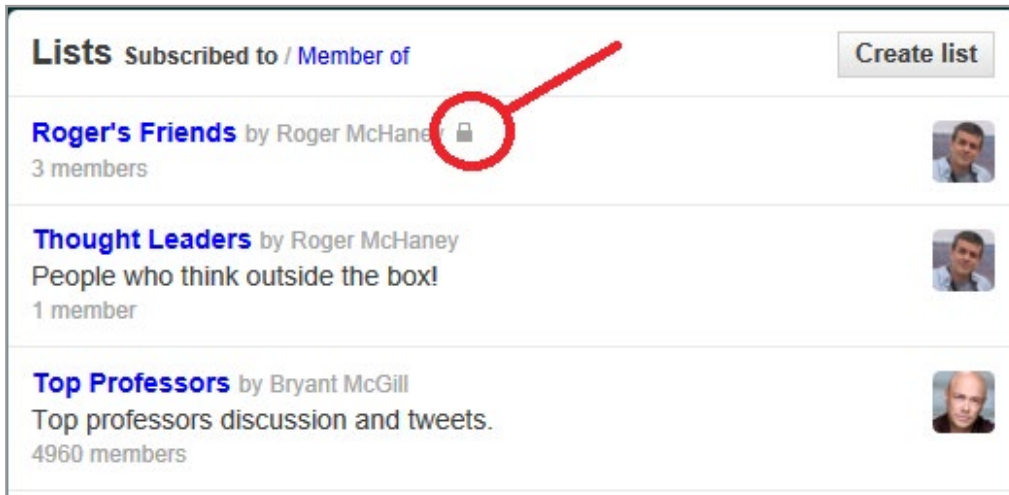 Lists Subscribed to / Member of Create list
Roger's Friends by Roger McHaney
3 members
Thought Leaders by Roger McHaney
People who think outside the box!
1 member
Top Professors by Bryant McGill
Top professors discussion and tweets.
4960 members